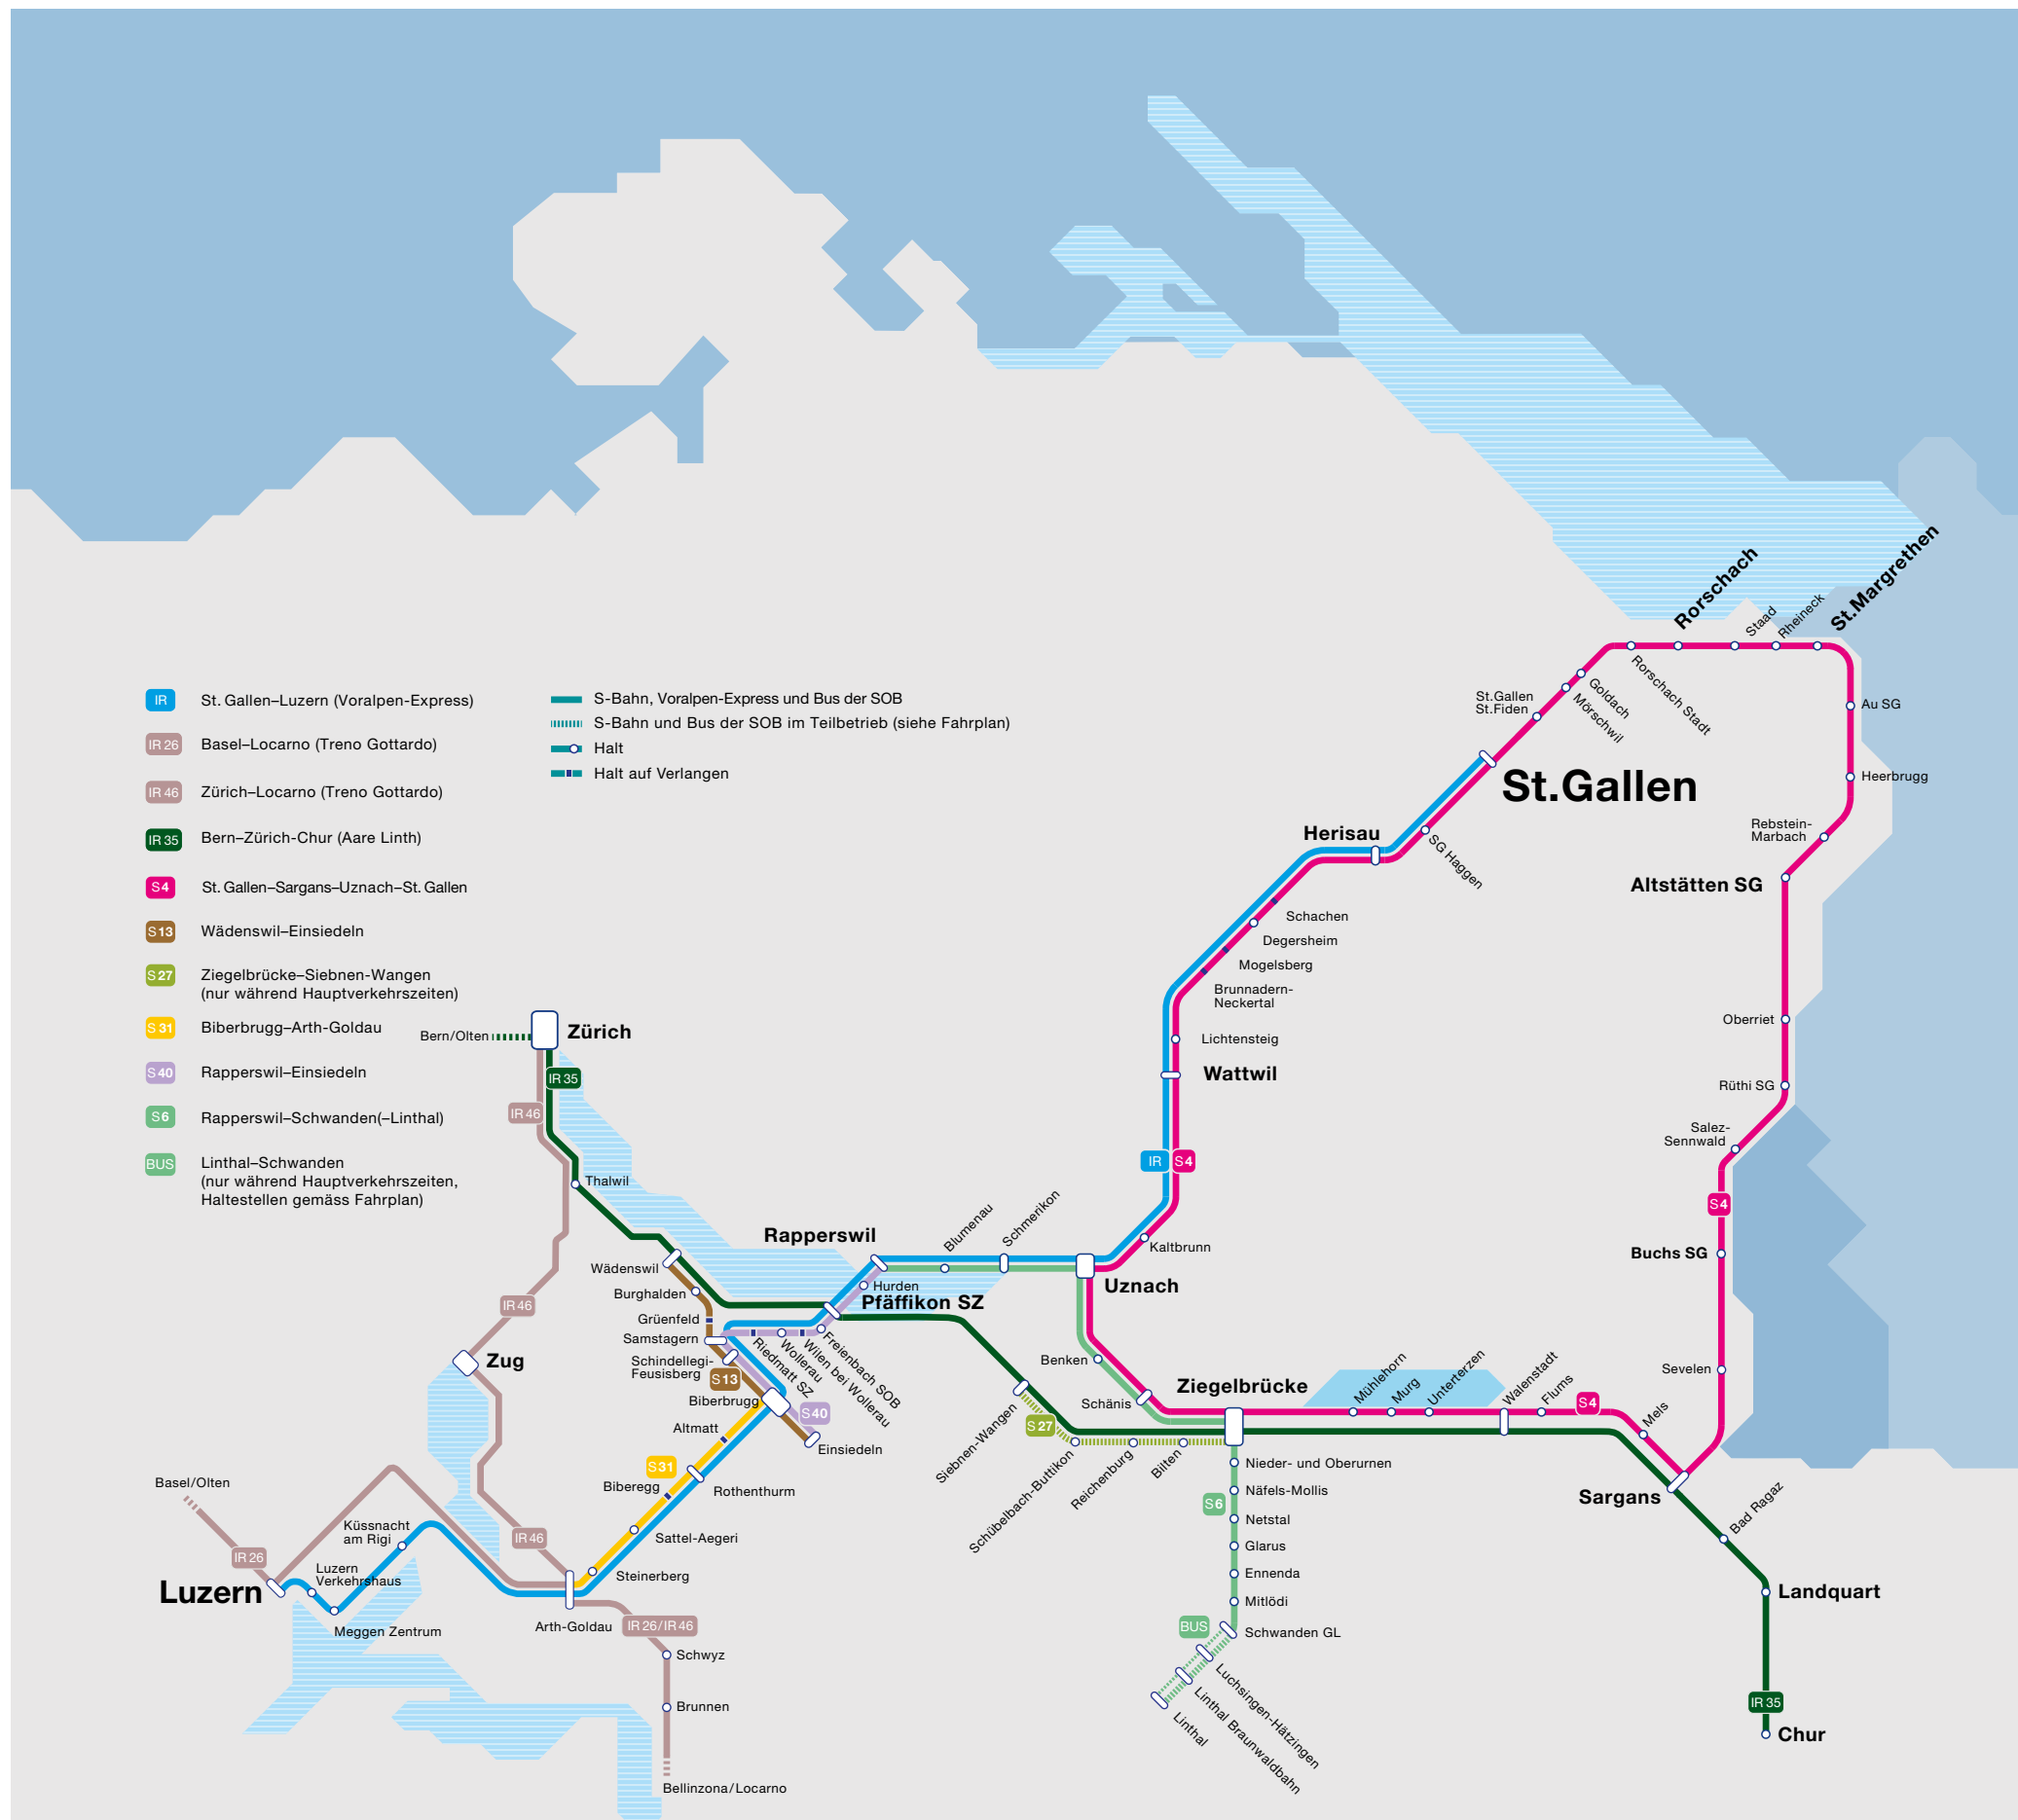 IR St. Gallen–Luzern (Voralpen-Express)
IR 26 Basel–Locarno (Treno Gottardo)
IR 46 Zürich–Locarno (Treno Gottardo)
IR 35 Bern–Zürich-Chur (Aare Linth)
S4 St. Gallen–Sargans–Uznach–St. Gallen
S13 Wädenswil–Einsiedeln
S27 Ziegelbrücke–Siebnen-Wangen
(nur während Hauptverkehrszeiten)
S31 Biberbrugg–Arth-Goldau
S40 Rapperswil–Einsiedeln
S6 Rapperswil–Schwanden(–Linthal)
BUS Linthal–Schwanden
(nur während Hauptverkehrszeiten,
Haltestellen gemäss Fahrplan)
S-Bahn, Voralpen-Express und Bus der SOB
S-Bahn und Bus der SOB im Teilbetrieb (siehe Fahrplan)
Halt
Halt auf Verlangen
Rorschach
Staad
Rheineck
St.Margrethen
Rorschach Stadt
Goldach
Mörschwil
St.Gallen
St.Fiden
St.Gallen
Au SG
Heerbrugg
Rebstein-
Marbach
Altstätten SG
Oberriet
Rüthi SG
Salez-
Sennwald
S4
Buchs SG
Sevelen
Herisau
SG Haggen
Schachen
Degersheim
Mogelsberg
Brunnadern-
Neckertal
Lichtensteig
Wattwil
IR
S4
Kaltbrunn
Uznach
Schmerikon
Blumenau
Rapperswil
Hurden
Pfäffikon SZ
Bern/Olten
Zürich
IR 35
IR 46
Thalwil
Wädenswil
Burghalden
Grüenfeld
Samstagern
Schindellegi-
Feusisberg
S13
Riedmatt SZ
Wollerau
Wilen bei Wollerau
Freienbach SOB
Biberbrugg
S40
Einsiedeln
Altmatt
S31
Biberegg
Rothenthurm
Sattel-Aegeri
Steinerberg
IR 46
Zug
IR 46
Basel/Olten
IR 26
Luzern
Luzern
Verkehrshaus
Küssnacht
am Rigi
Meggen Zentrum
Arth-Goldau
IR 26/IR 46
Schwyz
Brunnen
Bellinzona/Locarno
Benken
Schänis
Ziegelbrücke
Siebnen-Wangen
S27
Schübelbach-Buttikon
Reichenburg
Bilten
Mühlehorn
Murg
Unterterzen
Walenstadt
Flums
S4
Mels
Sargans
Bad Ragaz
Landquart
IR 35
Chur
Nieder- und Oberurnen
Näfels-Mollis
S6
Netstal
Glarus
Ennenda
Mitlödi
BUS
Schwanden GL
Luchsingen-Hätzingen
Linthal Braunwaldbahn
Linthal